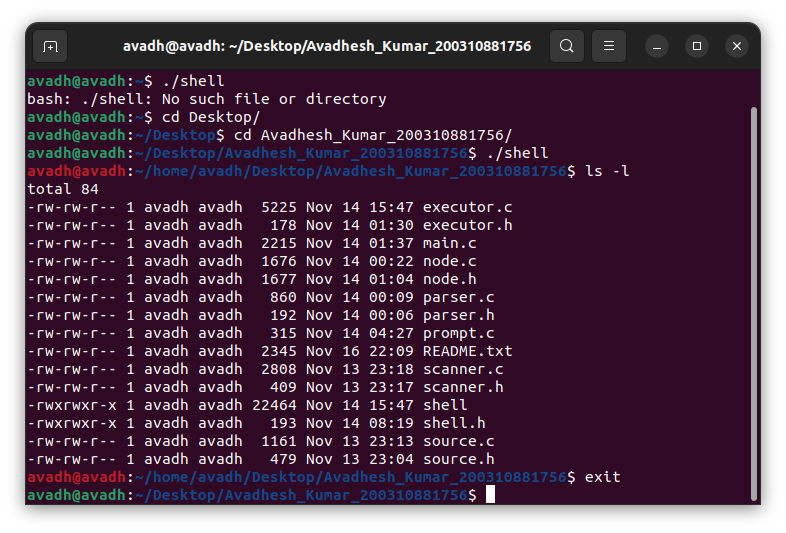 avadh@avadh: ~/Desktop/Avadhesh_Kumar_200310881756
avadh@avadh:~$ ./shell
bash: ./shell: No such file or directory
avadh@avadh:~$ cd Desktop/
avadh@avadh:~/Desktop$ cd Avadhesh_Kumar_200310881756/
avadh@avadh:~/Desktop/Avadhesh_Kumar_200310881756$ ./shell
avadh@avadh:~/home/avadh/Desktop/Avadhesh_Kumar_200310881756$ ls -l
total 84
-rw-rw-r-- 1 avadh avadh  5225 Nov 14 15:47 executor.c
-rw-rw-r-- 1 avadh avadh   178 Nov 14 01:30 executor.h
-rw-rw-r-- 1 avadh avadh  2215 Nov 14 01:37 main.c
-rw-rw-r-- 1 avadh avadh  1676 Nov 14 00:22 node.c
-rw-rw-r-- 1 avadh avadh  1677 Nov 14 01:04 node.h
-rw-rw-r-- 1 avadh avadh   860 Nov 14 00:09 parser.c
-rw-rw-r-- 1 avadh avadh   192 Nov 14 00:06 parser.h
-rw-rw-r-- 1 avadh avadh   315 Nov 14 04:27 prompt.c
-rw-rw-r-- 1 avadh avadh  2345 Nov 16 22:09 README.txt
-rw-rw-r-- 1 avadh avadh  2808 Nov 13 23:18 scanner.c
-rw-rw-r-- 1 avadh avadh   409 Nov 13 23:17 scanner.h
-rwxrwxr-x 1 avadh avadh 22464 Nov 14 15:47 shell
-rwxrwxr-x 1 avadh avadh   193 Nov 14 08:19 shell.h
-rw-rw-r-- 1 avadh avadh  1161 Nov 13 23:13 source.c
-rw-rw-r-- 1 avadh avadh   479 Nov 13 23:04 source.h
avadh@avadh:~/home/avadh/Desktop/Avadhesh_Kumar_200310881756$ exit
avadh@avadh:~/Desktop/Avadhesh_Kumar_200310881756$